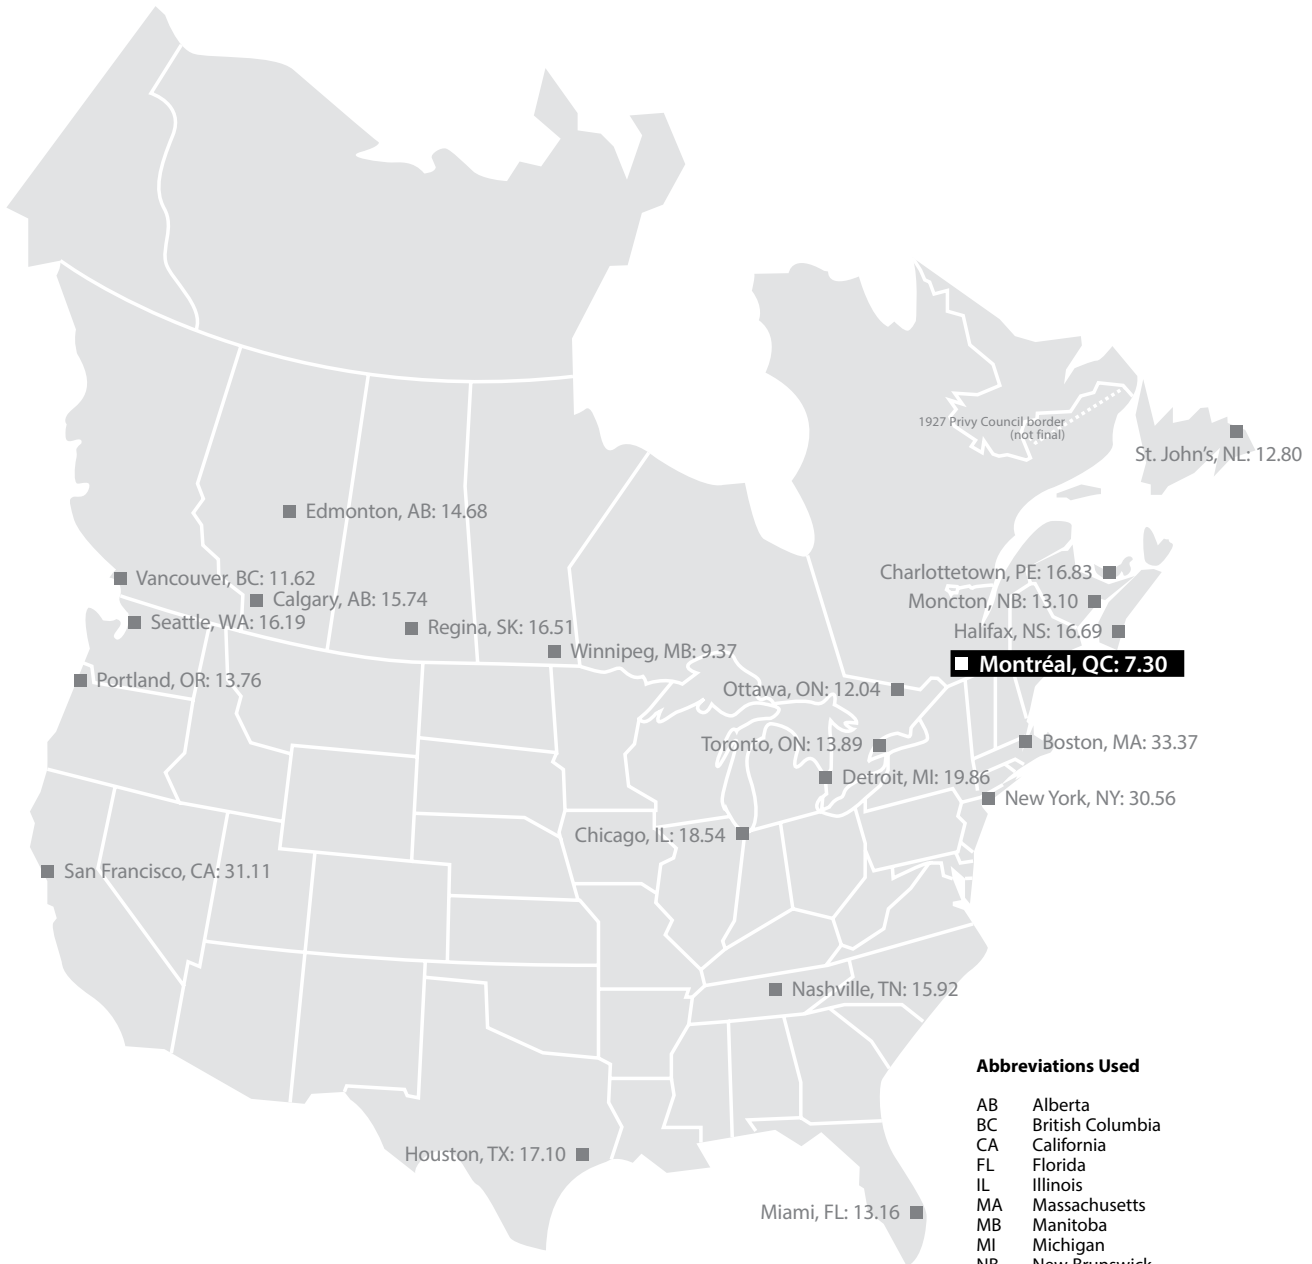 1927 Privy Council border
(not final)
St. John’s, NL: 12.80
Edmonton, AB: 14.68
Vancouver, BC: 11.62
Charlottetown, PE: 16.83
Calgary, AB: 15.74
Moncton, NB: 13.10
Seattle, WA: 16.19
Regina, SK: 16.51
Halifax, NS: 16.69
Winnipeg, MB: 9.37
Montréal, QC: 7.30
Portland, OR: 13.76
Ottawa, ON: 12.04
Toronto, ON: 13.89
Boston, MA: 33.37
Detroit, MI: 19.86
New York, NY: 30.56
Chicago, IL: 18.54
San Francisco, CA: 31.11
Nashville, TN: 15.92
Houston, TX: 17.10
Miami, FL: 13.16
Abbreviations Used
AB Alberta
BC British Columbia
CA California
FL Florida
IL Illinois
MA Massachusetts
MB Manitoba
MI Michigan
NB New Brunswick